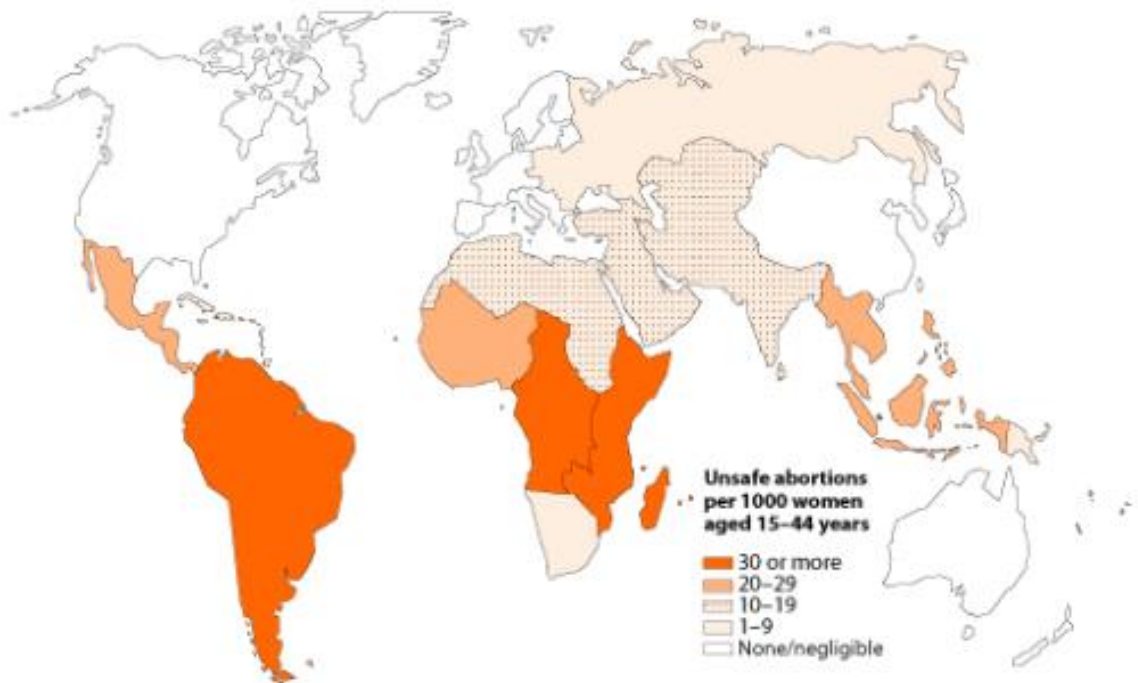 Unsafe abortions
per 1000 women
aged 15–44 years
30 or more
20–29
10–19
1–9
None/negligible